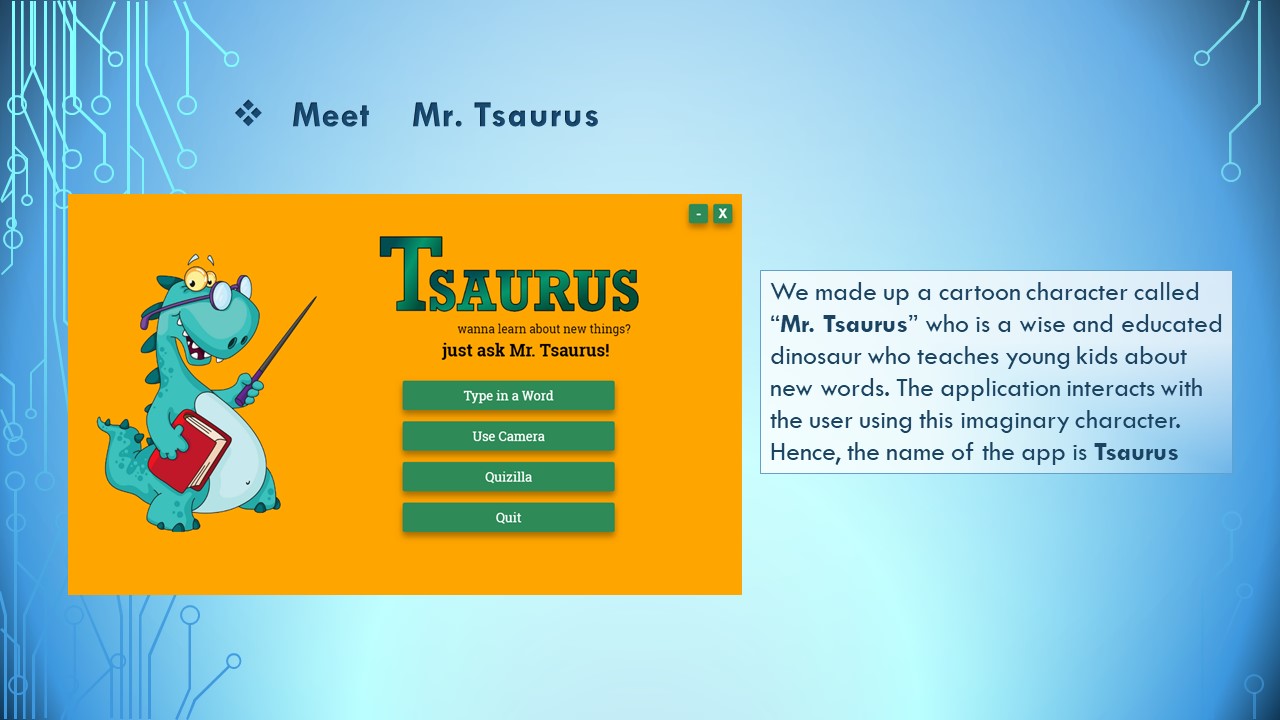 ❖ Meet Mr. Tsaurus
- X
TSAURUS
wanna learn about new things?
just ask Mr. Tsaurus!
Type in a Word
Use Camera
Quizilla
Quit
We made up a cartoon character called
“Mr. Tsaurus” who is a wise and educated
dinosaur who teaches young kids about
new words. The application interacts with
the user using this imaginary character.
Hence, the name of the app is Tsaurus